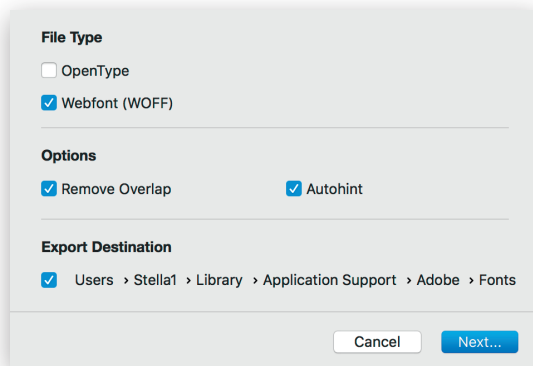 File Type
OpenType
Webfont (WOFF)
Options
Remove Overlap Autohint
Export Destination
Users › Stella1 › Library › Application Support › Adobe › Fonts
Cancel Next...